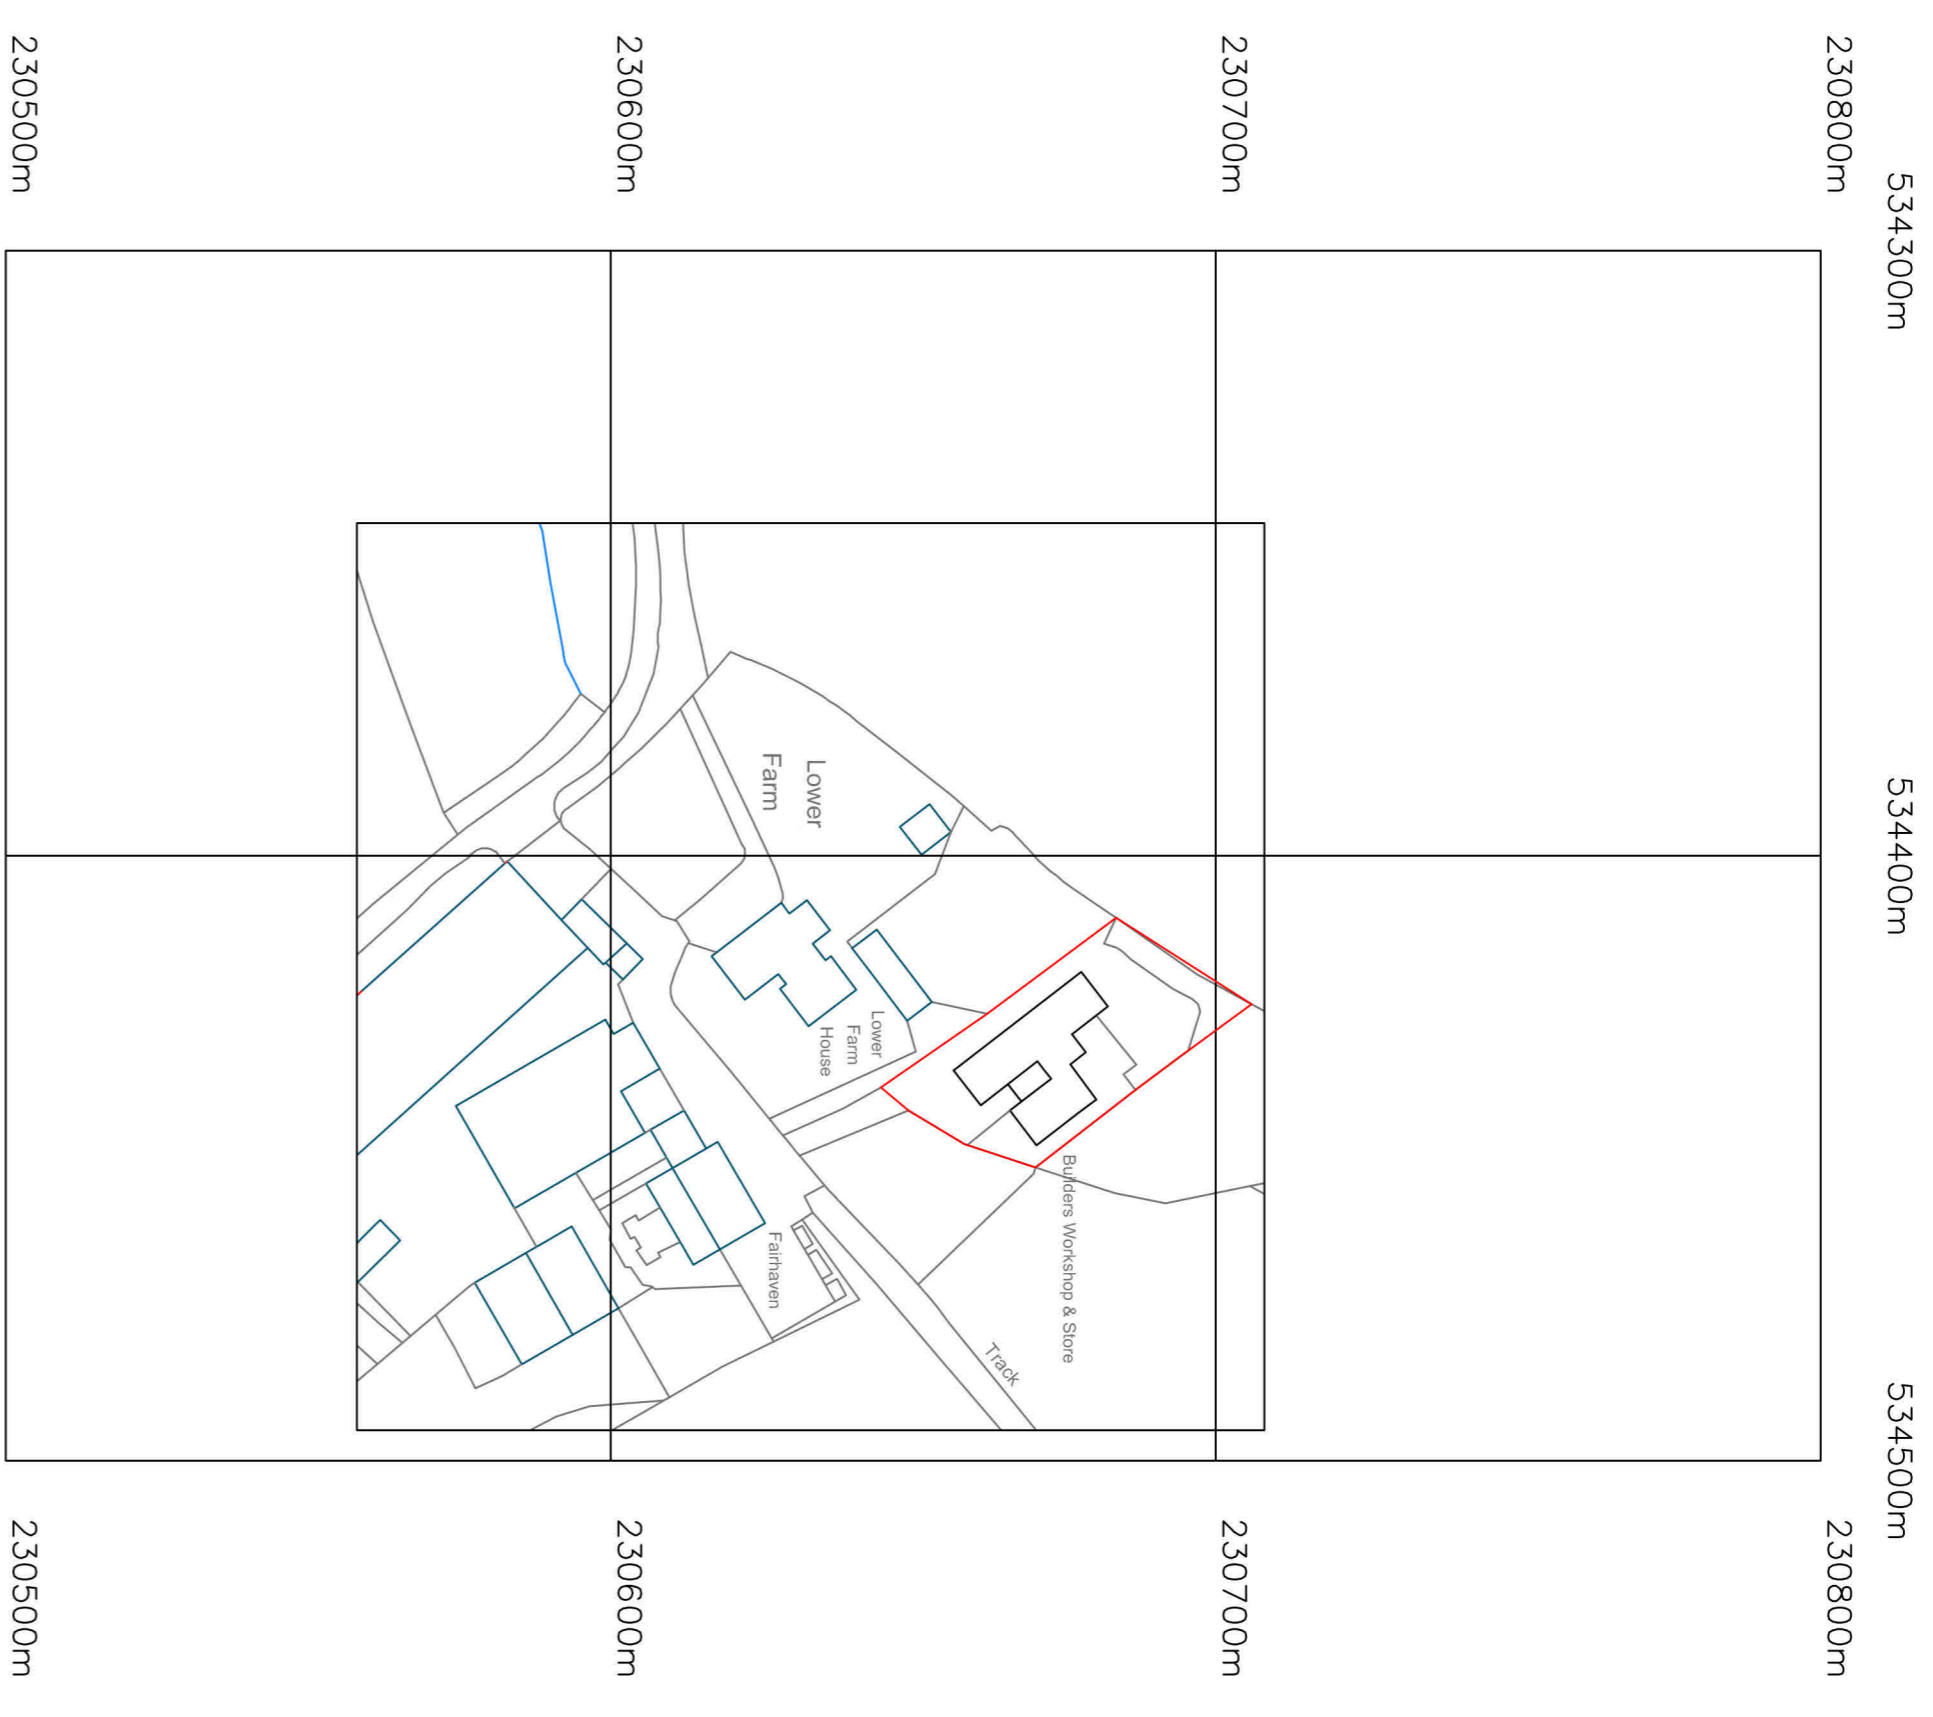 534300m
534400m
534500m
230800m
230800m
230700m
230700m
Builders Workshop & Store
Track
Lower
Farm
House
Lower
Farm
Fairhaven
230600m
230600m
230500m
230500m